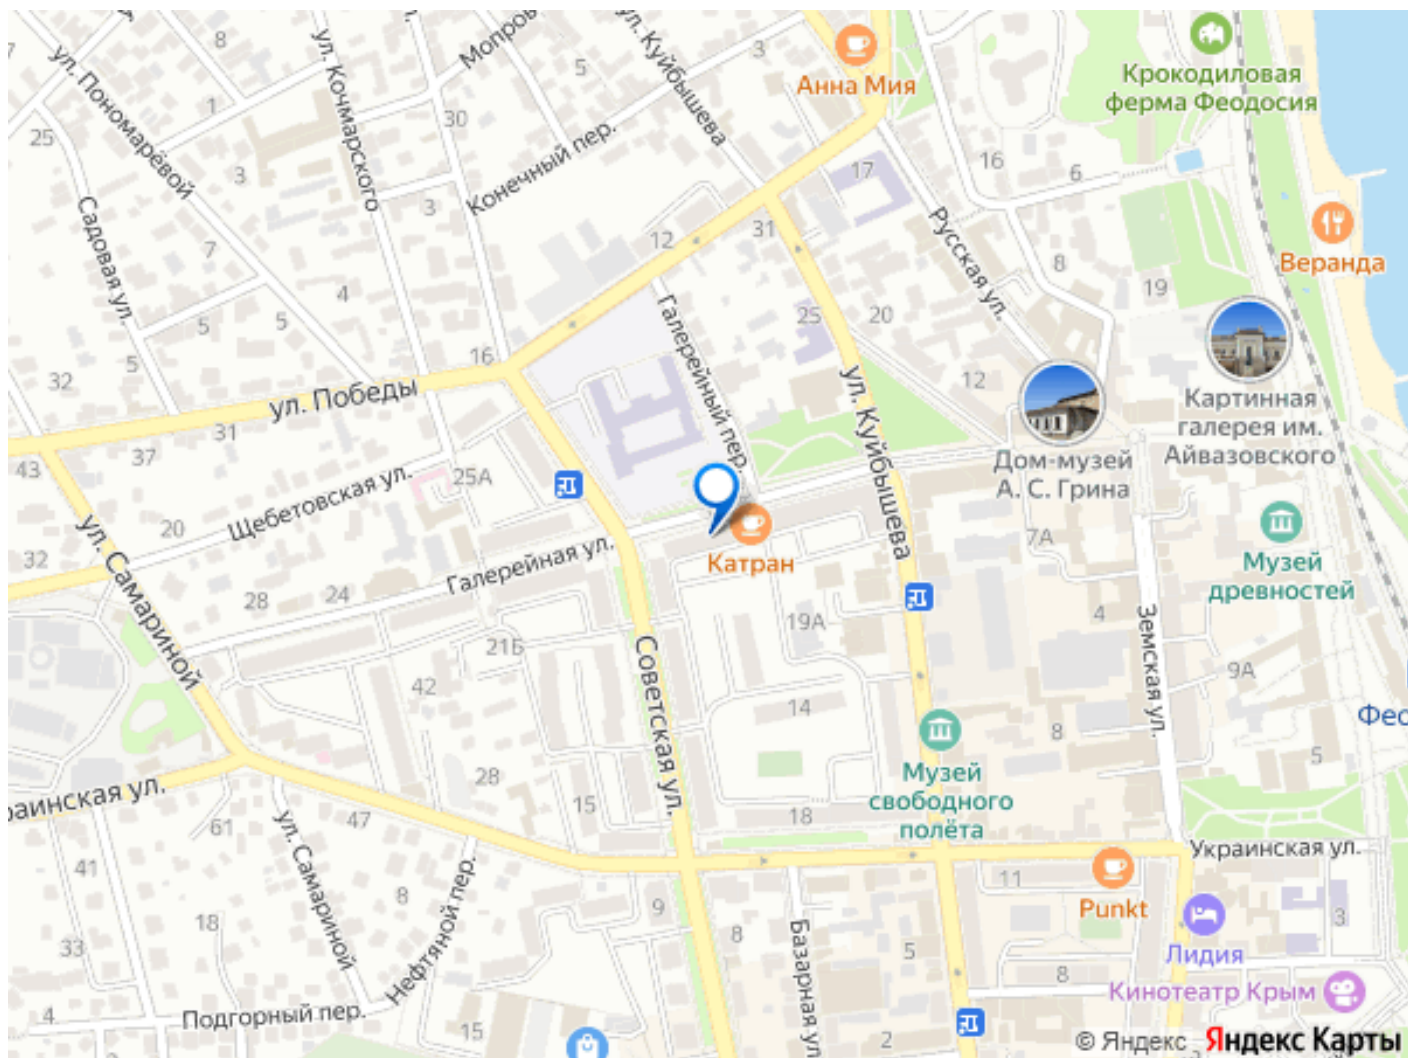 8
ул. Пономарёвой
ул. Кочмарского
Мопров
5
ул. Куйбышева
3
Анна Мия
Крокодиловая
ферма Феодосия
1
25
30
Конечный пер.
3
3
17
16
6
Садовая ул.
7
12
31
Русская ул.
8
Веранда
19
4
5
5
Галерейный пер.
25
20
5
16
32
ул. Победы
ул. Куйбышева
12
Картинная
галерея им.
Айвазовского
31
37
43
25А
Дом-музей
А. С. Грина
Щебетовская ул.
20
7А
Музей
древностей
32
ул. Самариной
Галерейная ул.
Катран
28
24
19А
4
Земская ул.
21Б
9А
42
Советская ул.
14
8
Фео
5
28
Музей
свободного
полёта
15
18
раинская ул.
61
47
ул. Самариной
Украинская ул.
41
8
Нефтяной пер.
11
Punkt
9
18
33
8
Базарная ул
5
3
Лидия
8
Кинотеатр Крым
4
Подгорный пер.
15
2
© Яндекс Яндекс Карты